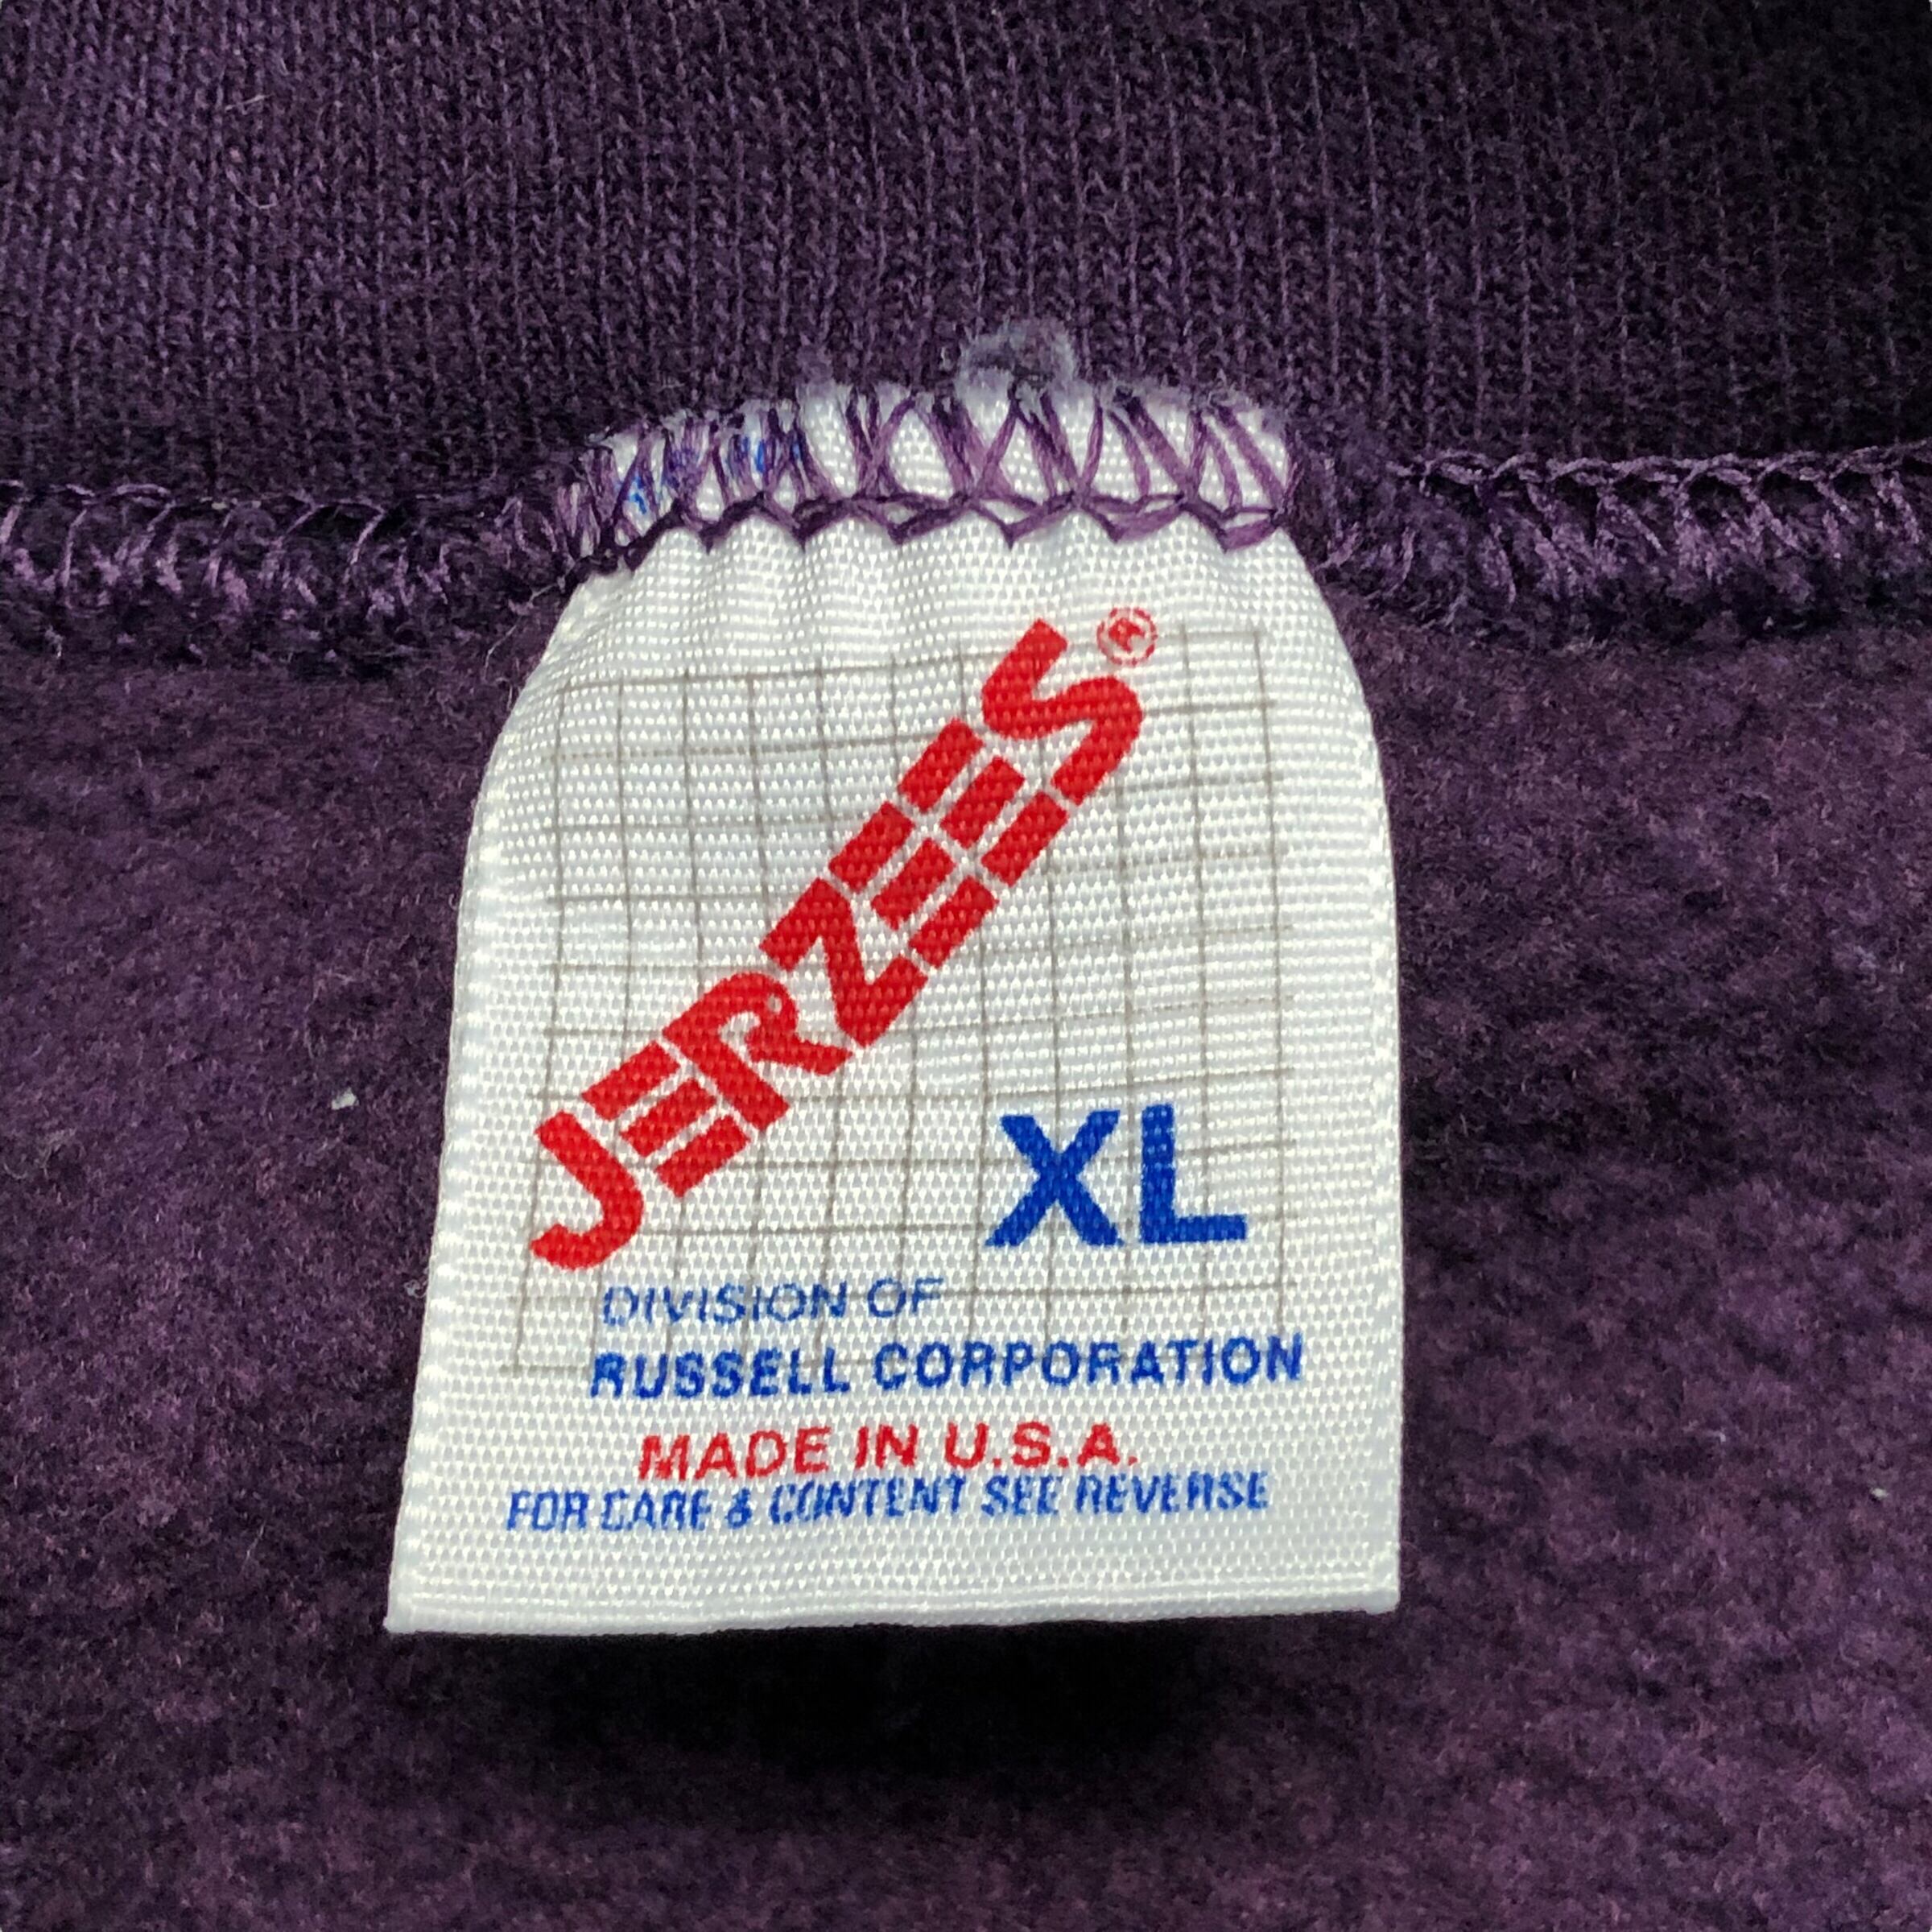 JERZEES®
XL
DIVISION OF
RUSSELL CORPORATION
MADE IN U.S.A.
FOR CARE & CONTENT SEE REVERSE